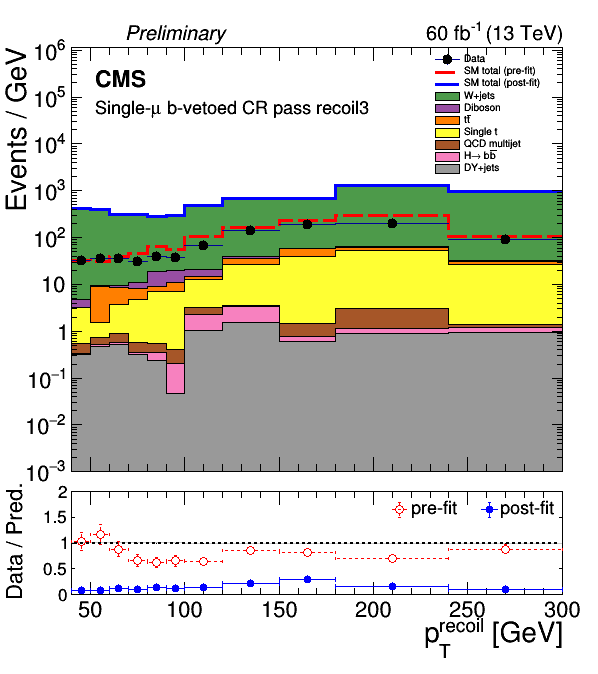 Preliminary
60 fb⁻¹ (13 TeV)
CMS
Single-μ b-vetoed CR pass recoil3
Data
SM total (pre-fit)
SM total (post-fit)
W+jets
Diboson
tt̅
Single t
QCD multijet
H→ bb̅
DY+jets
Events / GeV
10⁶
10⁵
10⁴
10³
10²
10
1
10⁻¹
10⁻²
10⁻³
pre-fit
post-fit
Data / Pred.
2
1.5
1
0.5
0
50
100
150
200
250
300
p_T^recoil [GeV]